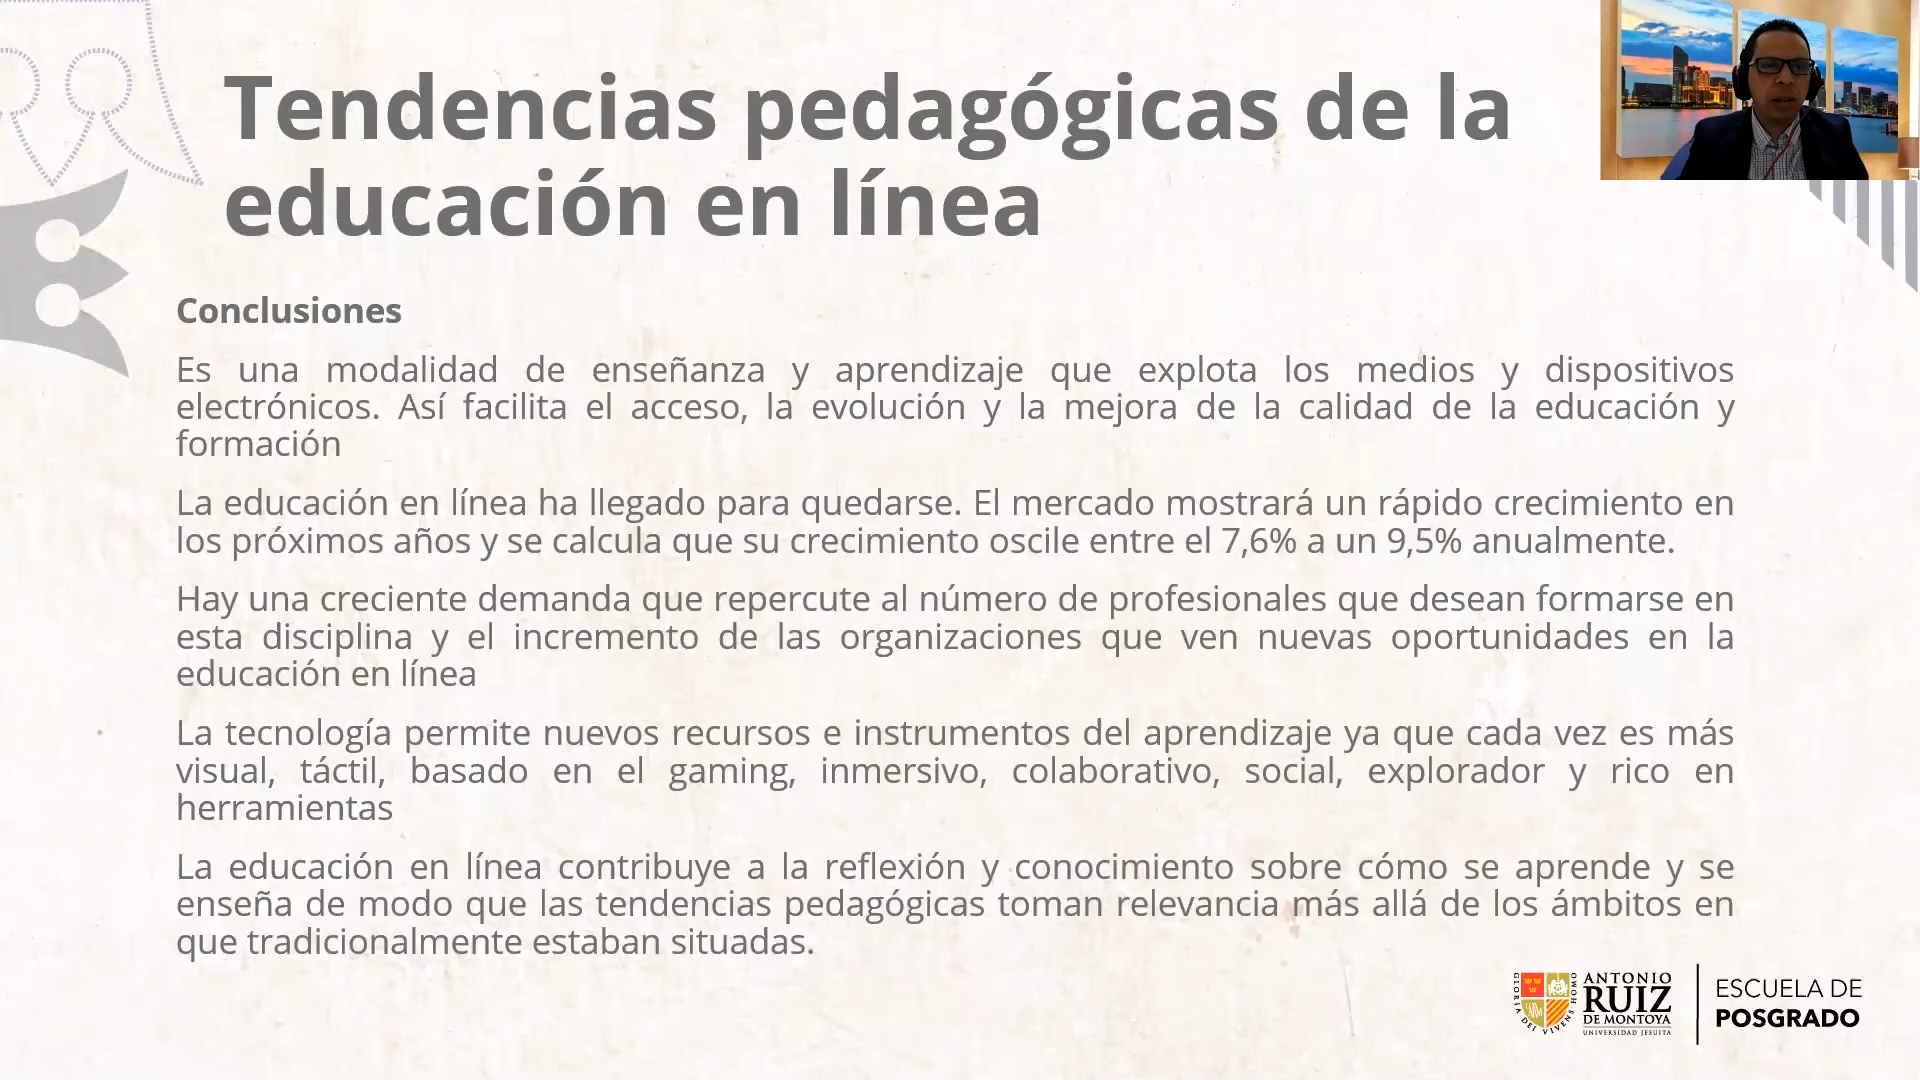 Tendencias pedagógicas de la
educación en línea
Conclusiones
Es una modalidad de enseñanza y aprendizaje que explota los medios y dispositivos
electrónicos. Así facilita el acceso, la evolución y la mejora de la calidad de la educación y
formación
La educación en línea ha llegado para quedarse. El mercado mostrará un rápido crecimiento en
los próximos años y se calcula que su crecimiento oscile entre el 7,6% a un 9,5% anualmente.
Hay una creciente demanda que repercute al número de profesionales que desean formarse en
esta disciplina y el incremento de las organizaciones que ven nuevas oportunidades en la
educación en línea
La tecnología permite nuevos recursos e instrumentos del aprendizaje ya que cada vez es más
visual, táctil, basado en el gaming, inmersivo, colaborativo, social, explorador y rico en
herramientas
La educación en línea contribuye a la reflexión y conocimiento sobre cómo se aprende y se
enseña de modo que las tendencias pedagógicas toman relevancia más allá de los ámbitos en
que tradicionalmente estaban situadas.
GLORIA DEI VIVENS HOMO
ANTONIO
RUIZ
DE MONTOYA
UNIVERSIDAD JESUITA
ESCUELA DE
POSGRADO